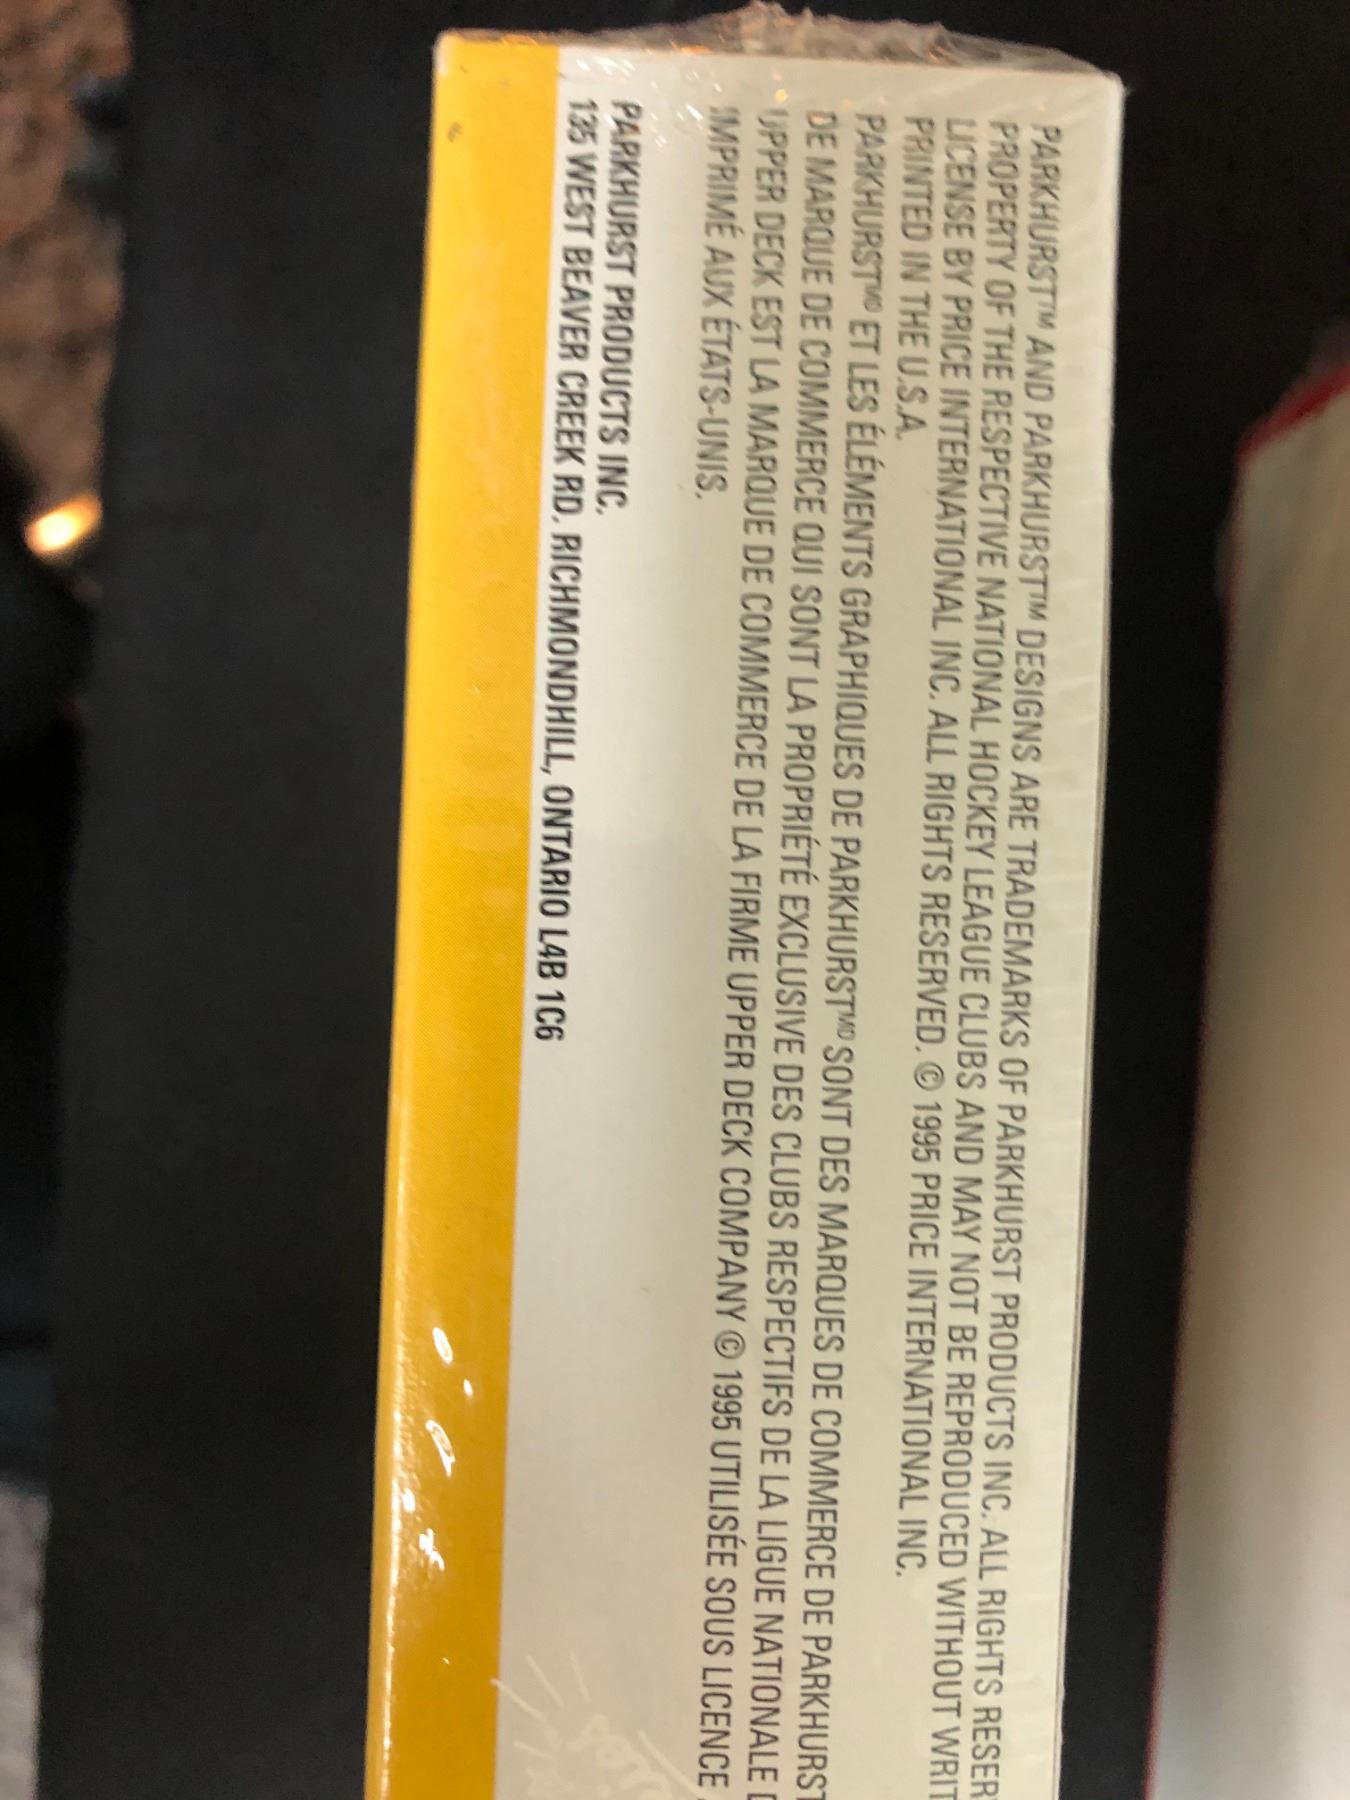 PARKHURST™ AND PARKHURST™ DESIGNS ARE TRADEMARKS OF PARKHURST PRODUCTS INC. ALL RIGHTS RESER
PROPERTY OF THE RESPECTIVE NATIONAL HOCKEY LEAGUE CLUBS AND MAY NOT BE REPRODUCED WITHOUT WRIT
LICENSE BY PRICE INTERNATIONAL INC. ALL RIGHTS RESERVED. © 1995 PRICE INTERNATIONAL INC.
PRINTED IN THE U.S.A.
PARKHURSTᴹᴰ ET LES ÉLÉMENTS GRAPHIQUES DE PARKHURSTᴹᴰ SONT DES MARQUES DE COMMERCE DE PARKHURST
DE MARQUE DE COMMERCE QUI SONT LA PROPRIÉTÉ EXCLUSIVE DES CLUBS RESPECTIFS DE LA LIGUE NATIONALE D
UPPER DECK EST LA MARQUE DE COMMERCE DE LA FIRME UPPER DECK COMPANY © 1995 UTILISÉE SOUS LICENCE
IMPRIMÉ AUX ÉTATS-UNIS.
PARKHURST PRODUCTS INC.
135 WEST BEAVER CREEK RD. RICHMONDHILL, ONTARIO L4B 1C6